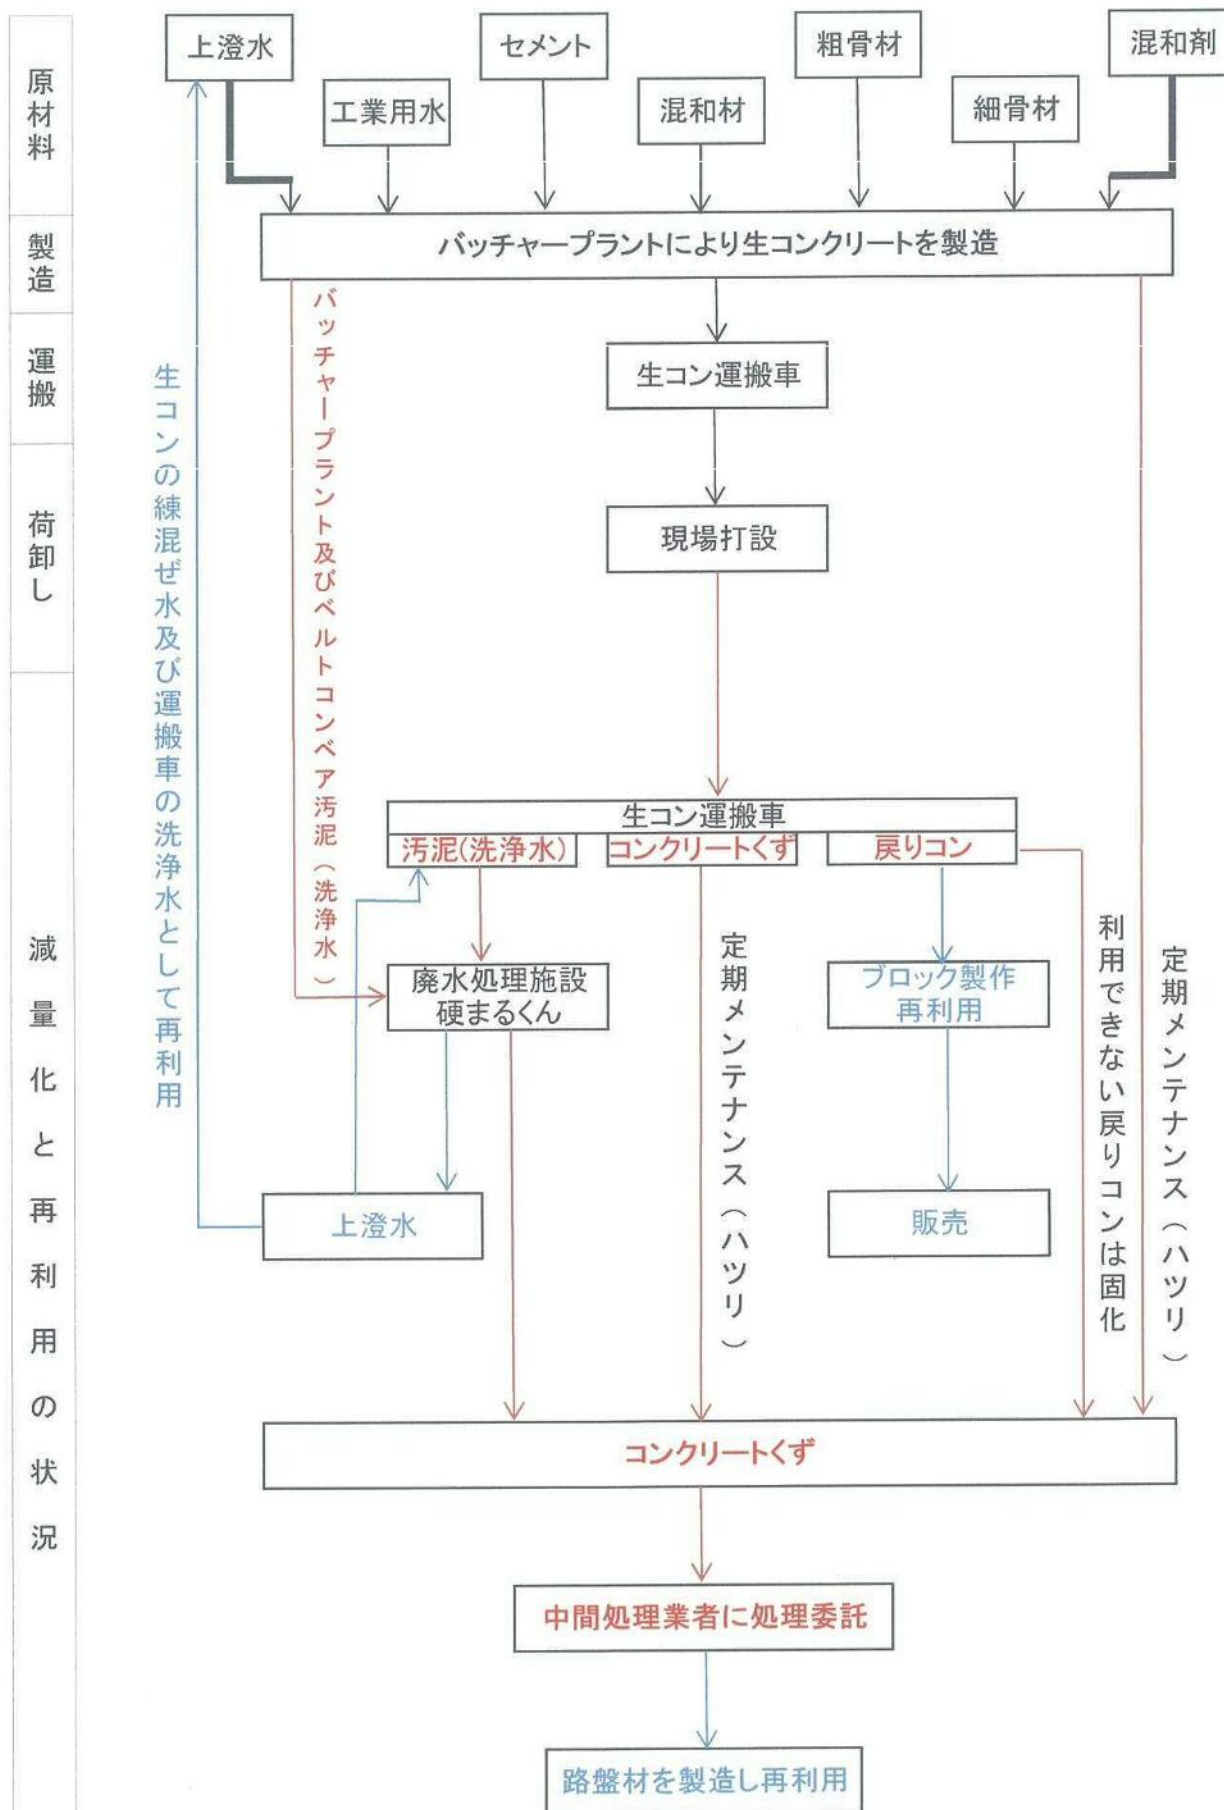 原材料
上澄水
セメント
粗骨材
混和剤
工業用水
混和材
細骨材
製造
バッチャープラントにより生コンクリートを製造
運搬
生コン運搬車
荷卸し
現場打設
生コンの練混ぜ水及び運搬車の洗浄水として再利用
バッチャープラント及びベルトコンベア汚泥（洗浄水）
減量化と再利用の状況
生コン運搬車
汚泥(洗浄水)
コンクリートくず
戻りコン
廃水処理施設
硬まるくん
定期メンテナンス（ハツリ）
ブロック製作
再利用
利用できない戻りコンは固化
定期メンテナンス（ハツリ）
上澄水
販売
コンクリートくず
中間処理業者に処理委託
路盤材を製造し再利用